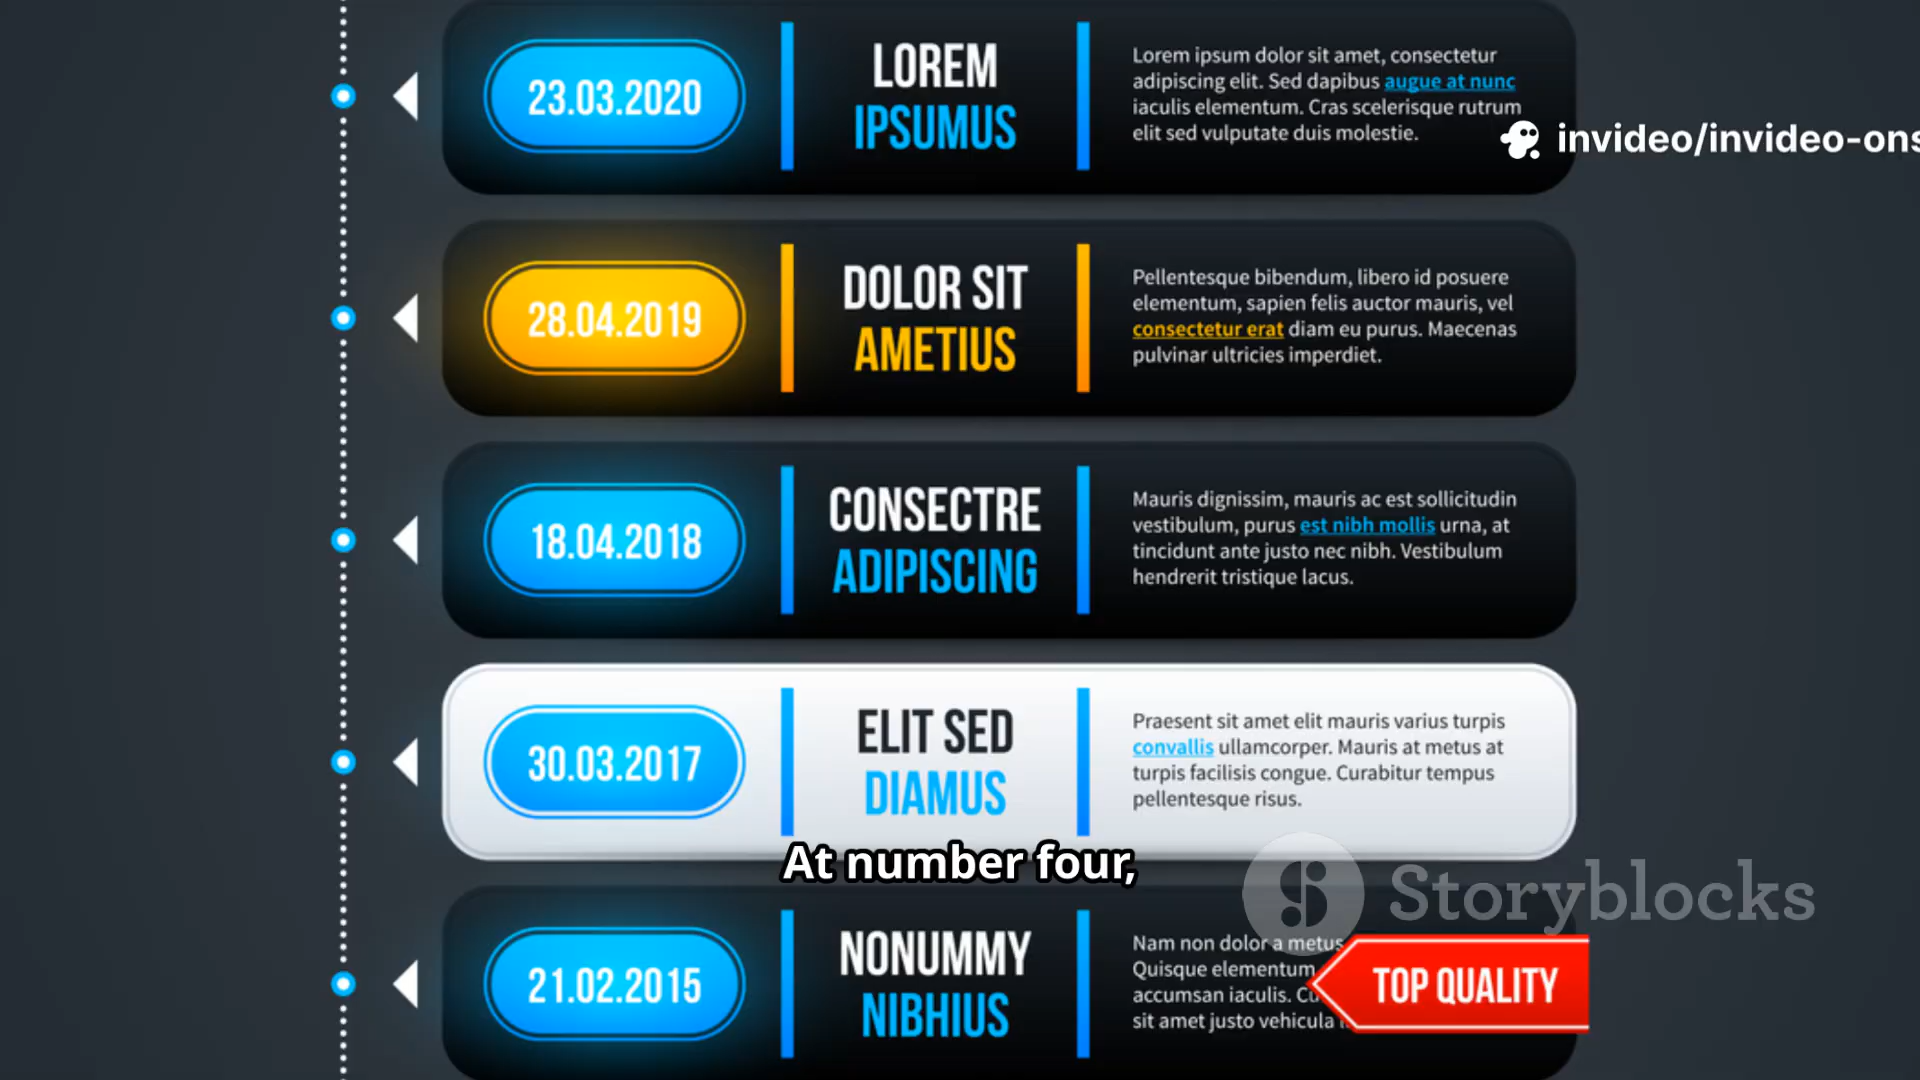 23.03.2020
LOREM
IPSUMUS
Lorem ipsum dolor sit amet, consectetur
adipiscing elit. Sed dapibus augue at nunc
iaculis elementum. Cras scelerisque rutrum
elit sed vulputate duis molestie.
invideo/invideo-ons
28.04.2019
DOLOR SIT
AMETIUS
Pellentesque bibendum, libero id posuere
elementum, sapien felis auctor mauris, vel
consectetur erat diam eu purus. Maecenas
pulvinar ultricies imperdiet.
18.04.2018
CONSECTRE
ADIPISCING
Mauris dignissim, mauris ac est sollicitudin
vestibulum, purus est nibh mollis urna, at
tincidunt ante justo nec nibh. Vestibulum
hendrerit tristique lacus.
30.03.2017
ELIT SED
DIAMUS
Praesent sit amet elit mauris varius turpis
convallis ullamcorper. Mauris at metus at
turpis facilisis congue. Curabitur tempus
pellentesque risus.
At number four,
Storyblocks
21.02.2015
NONUMMY
NIBHIUS
Nam non dolor a metus
Quisque elementum
accumsan iaculis.
sit amet justo vehicula
TOP QUALITY